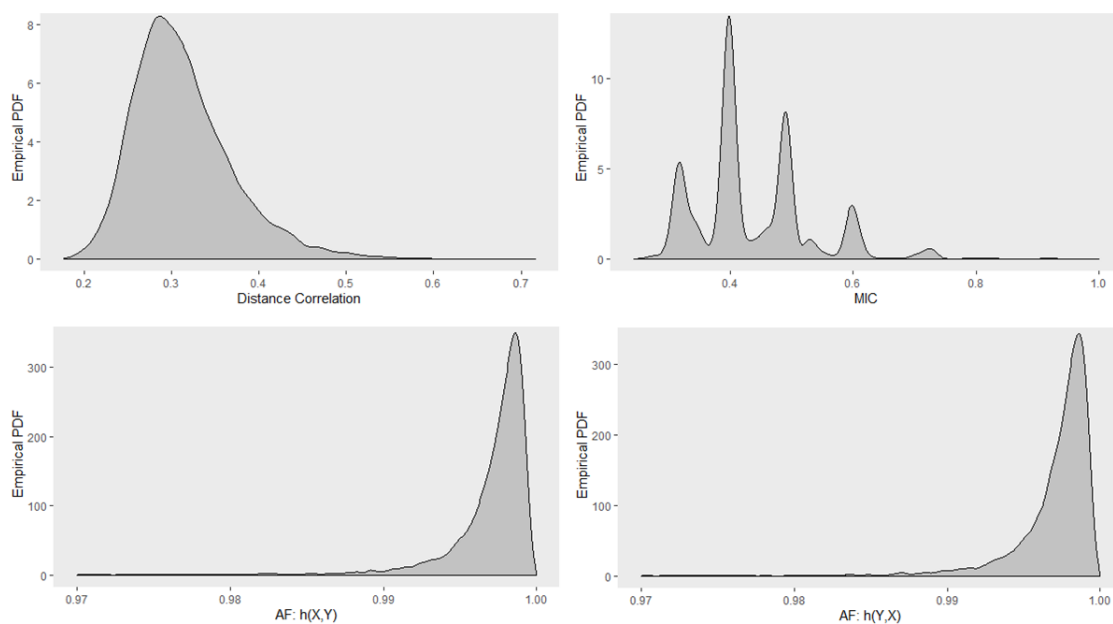 Empirical PDF
8
6
4
2
0
0.2 0.3 0.4 0.5 0.6 0.7
Distance Correlation
Empirical PDF
10
5
0
0.4 0.6 0.8 1.0
MIC
Empirical PDF
300
200
100
0
0.97 0.98 0.99 1.00
AF: h(X,Y)
Empirical PDF
300
200
100
0
0.97 0.98 0.99 1.00
AF: h(Y,X)